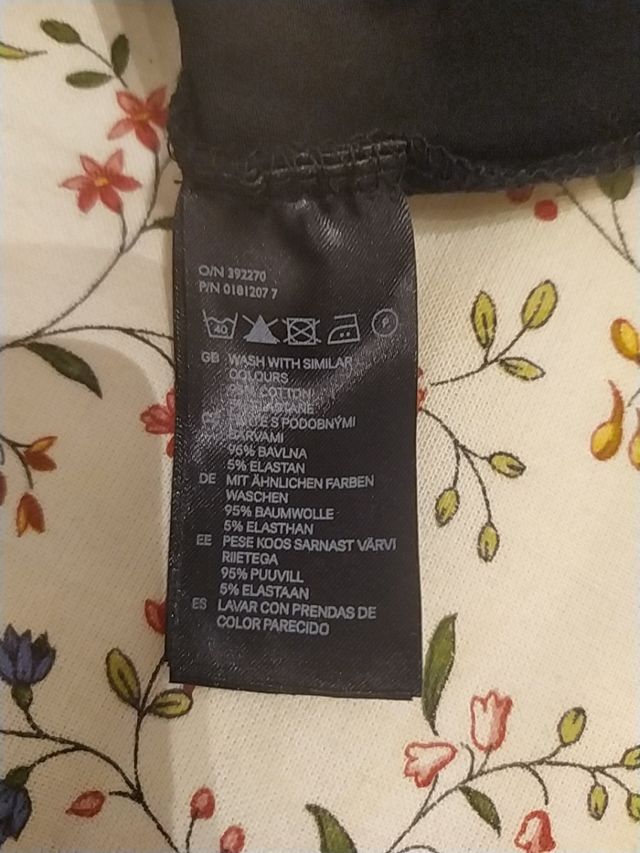 O/N 392270
P/N 0181207 7
40 P
GB WASH WITH SIMILAR
COLOURS
COTTON
S PODOBNÝMI
BARVAMI
95% BAVLNA
5% ELASTAN
DE MIT ÄHNLICHEN FARBEN
WASCHEN
95% BAUMWOLLE
5% ELASTHAN
EE PESE KOOS SARNAST VÄRVI
RIIETEGA
95% PUUVILL
5% ELASTAAN
ES LAVAR CON PRENDAS DE
COLOR PARECIDO